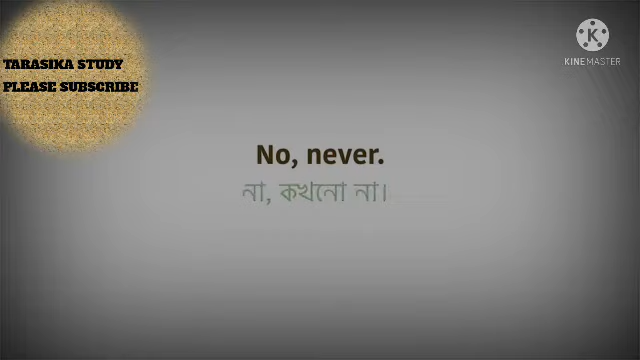 TARASIKA STUDY
PLEASE SUBSCRIBE
KINEMASTER
No, never.
না, কখনো না।